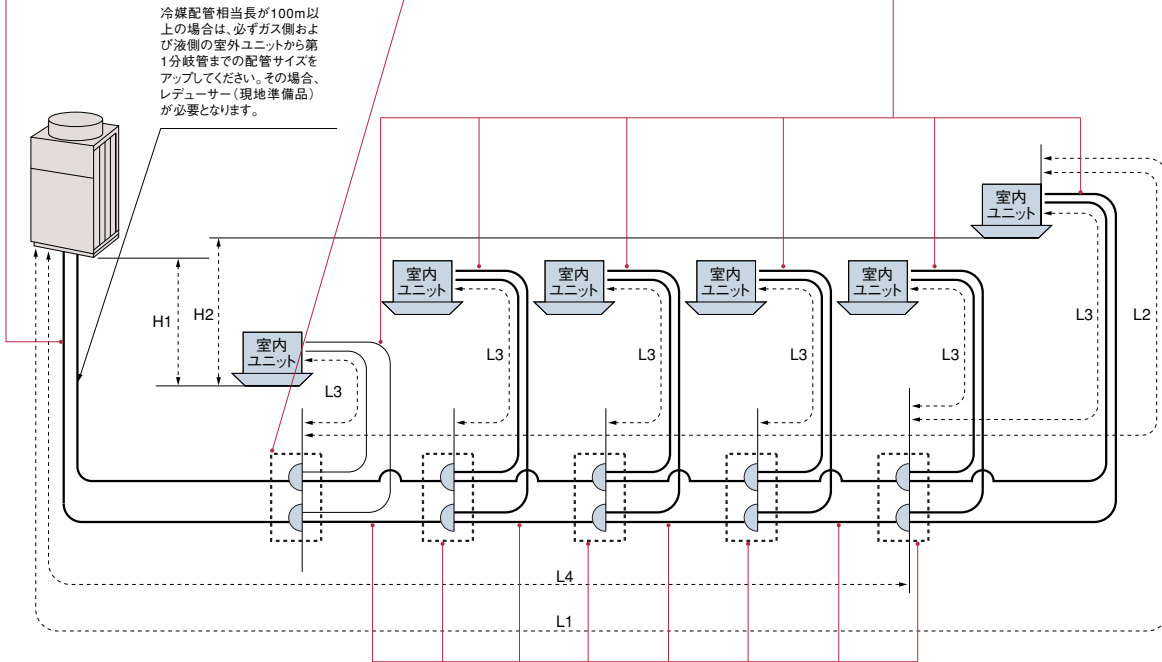 冷媒配管相当長が100m以
上の場合は、必ずガス側およ
び液側の室外ユニットから第
1分岐管までの配管サイズを
アップしてください。その場合、
レデューサー（現地準備品）
が必要となります。
室内
ユニット
室内
ユニット
室内
ユニット
室内
ユニット
室内
ユニット
H1
H2
L3
L3
L3
L3
L3
L2
室内
ユニット
L3
L4
L1